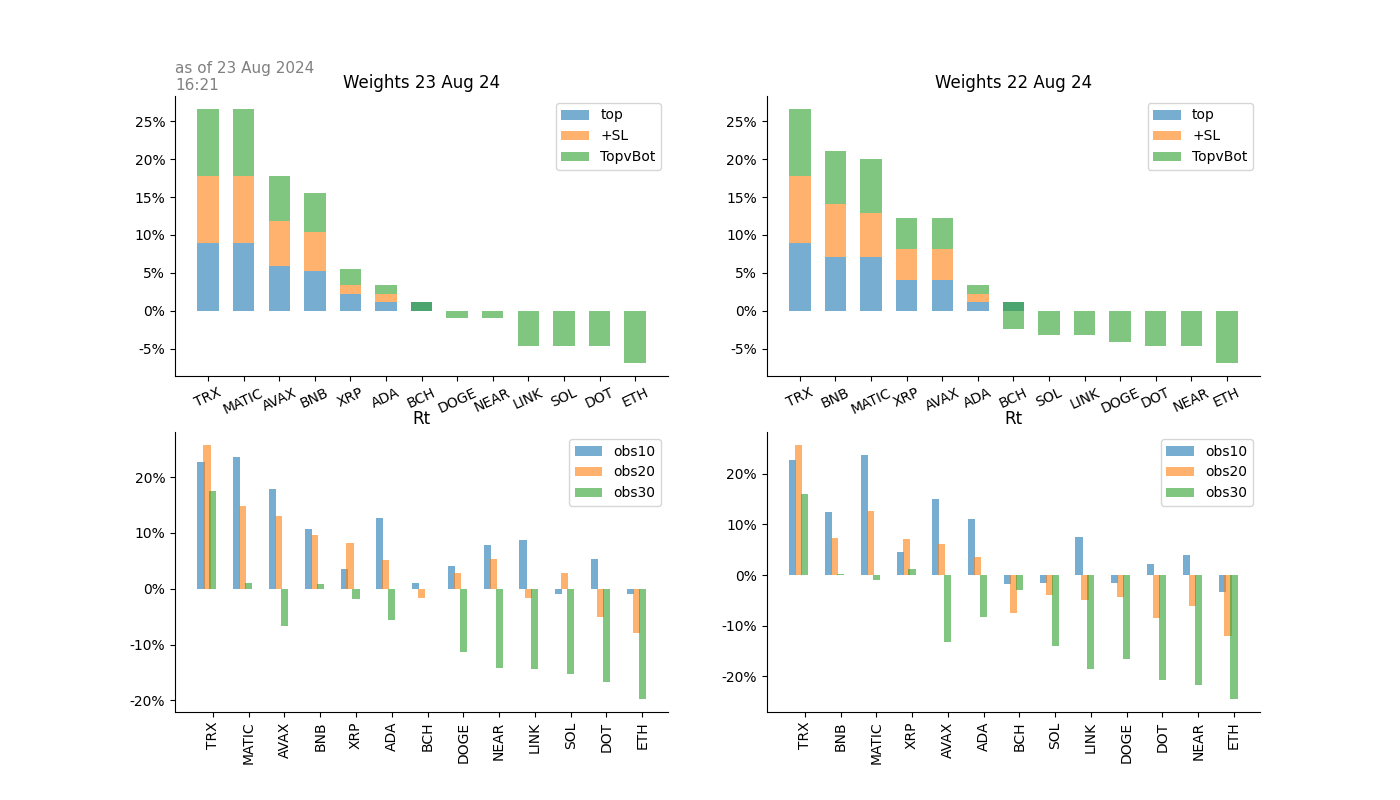 as of 23 Aug 2024
16:21
Weights 23 Aug 24
25%
20%
15%
10%
5%
0%
-5%
top
+SL
TopvBot
TRX MATIC AVAX BNB XRP ADA BCH DOGE NEAR LINK SOL DOT ETH
Weights 22 Aug 24
25%
20%
15%
10%
5%
0%
-5%
top
+SL
TopvBot
TRX BNB MATIC XRP AVAX ADA BCH SOL LINK DOGE DOT NEAR ETH
Rt
20%
10%
0%
-10%
-20%
obs10
obs20
obs30
TRX MATIC AVAX BNB XRP ADA BCH DOGE NEAR LINK SOL DOT ETH
Rt
20%
10%
0%
-10%
-20%
obs10
obs20
obs30
TRX BNB MATIC XRP AVAX ADA BCH SOL LINK DOGE DOT NEAR ETH